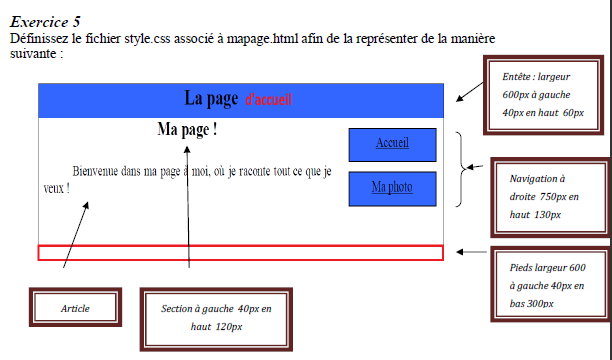 Exercice 5
Définissez le fichier style.css associé à mapage.html afin de la représenter de la manière
suivante :
Entête : largeur
600px à gauche
40px en haut 60px
La page d'accueil
Ma page !
Accueil
Bienvenue dans ma page à moi, où je raconte tout ce que je
veux !
Ma photo
Navigation à
droite 750px en
haut 130px
Pieds largeur 600
à gauche 40px en
bas 300px
Article
Section à gauche 40px en
haut 120px